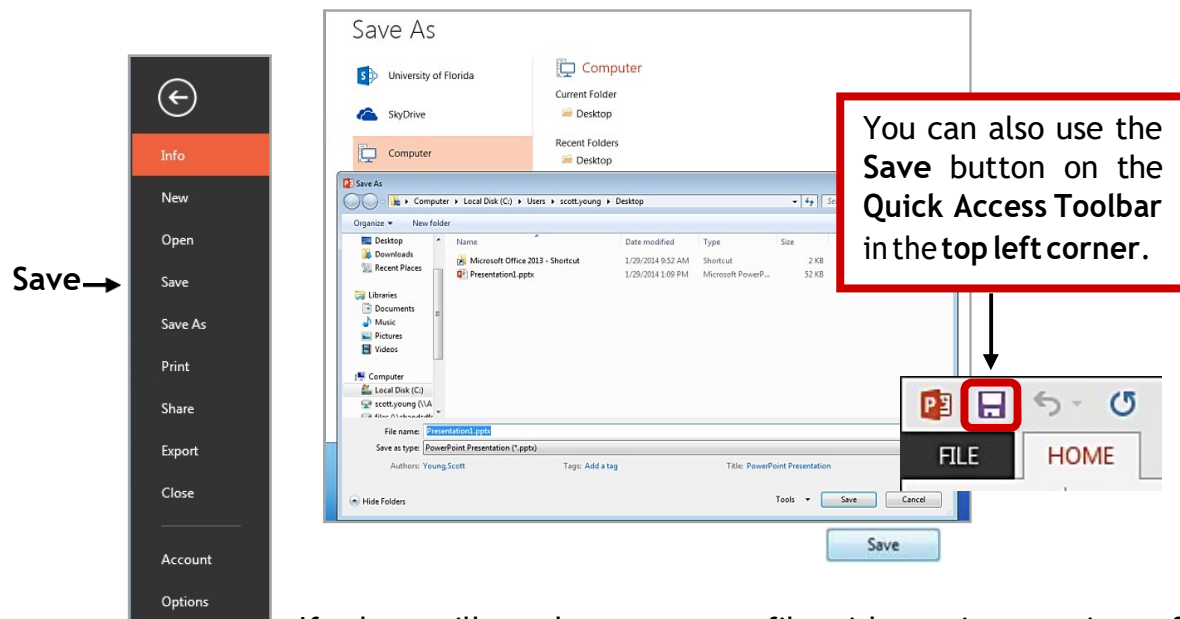 Save
Info
New
Open
Save
Save As
Print
Share
Export
Close
Account
Options
Save As
University of Florida
SkyDrive
Computer
Computer
Current Folder
Desktop
Recent Folders
Desktop
Save As
Computer Local Disk (C:) Users scott.young Desktop
Organize New folder
Desktop
Downloads
Recent Places
Libraries
Documents
Music
Pictures
Videos
Computer
Local Disk (C:)
scott.young (\\A
Name Date modified Type Size
Microsoft Office 2013 - Shortcut 1/29/2014 9:52 AM Shortcut 2 KB
Presentation1.pptx 1/29/2014 1:09 PM Microsoft PowerP... 52 KB
File name: Presentation1.pptx
Save as type: PowerPoint Presentation (*.pptx)
Authors: Young,Scott Tags: Add a tag Title: PowerPoint Presentation
Hide Folders Tools Save Cancel
You can also use the
Save button on the
Quick Access Toolbar
in the top left corner.
FILE HOME
Save